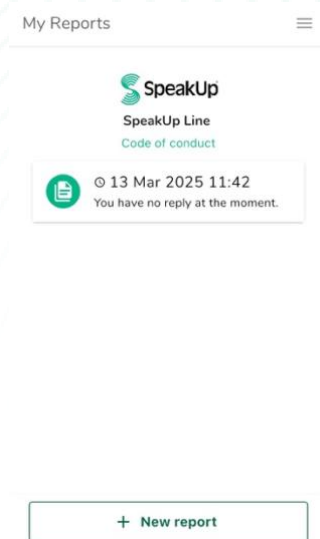 My Reports
SpeakUp
SpeakUp Line
Code of conduct
13 Mar 2025 11:42
You have no reply at the moment.
+ New report